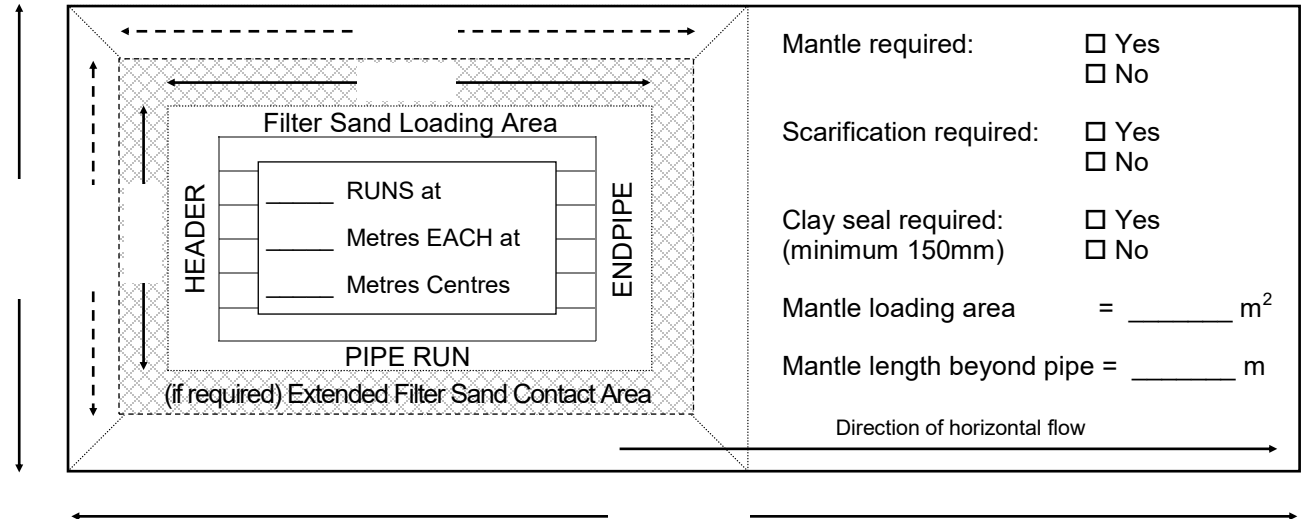 Filter Sand Loading Area
HEADER
_____ RUNS at
_____ Metres EACH at
_____ Metres Centres
ENDPIPE
PIPE RUN
(if required) Extended Filter Sand Contact Area
Mantle required: ☐ Yes
☐ No
Scarification required: ☐ Yes
☐ No
Clay seal required: ☐ Yes
(minimum 150mm) ☐ No
Mantle loading area = _______ m²
Mantle length beyond pipe = _______ m
Direction of horizontal flow